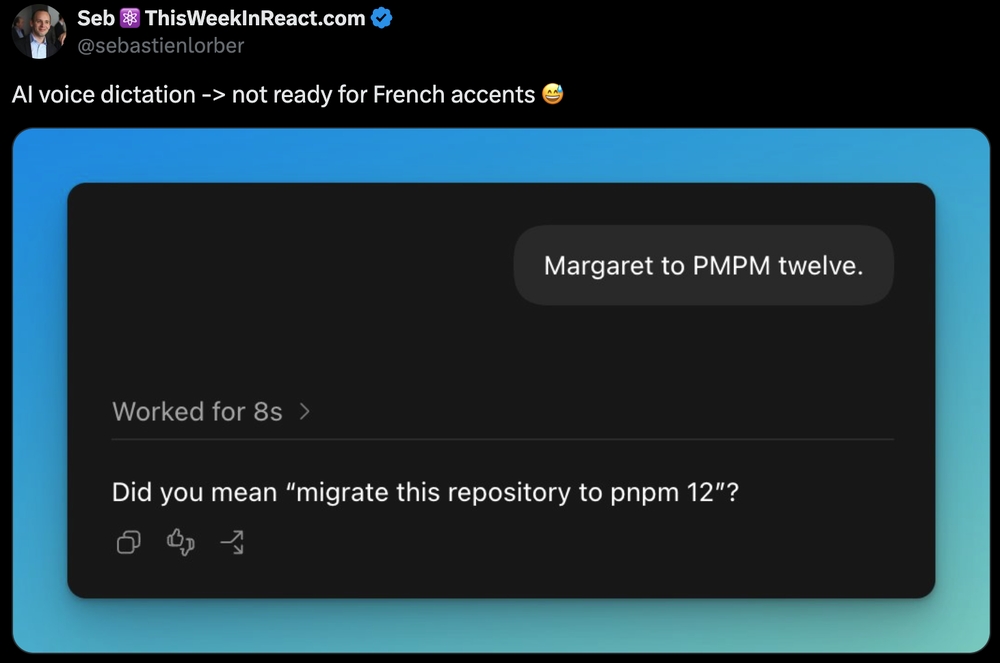 Seb ⚛️ ThisWeekInReact.com
@sebastienlorber
AI voice dictation -> not ready for French accents 😅
Margaret to PMPM twelve.
Worked for 8s >
Did you mean “migrate this repository to pnpm 12”?